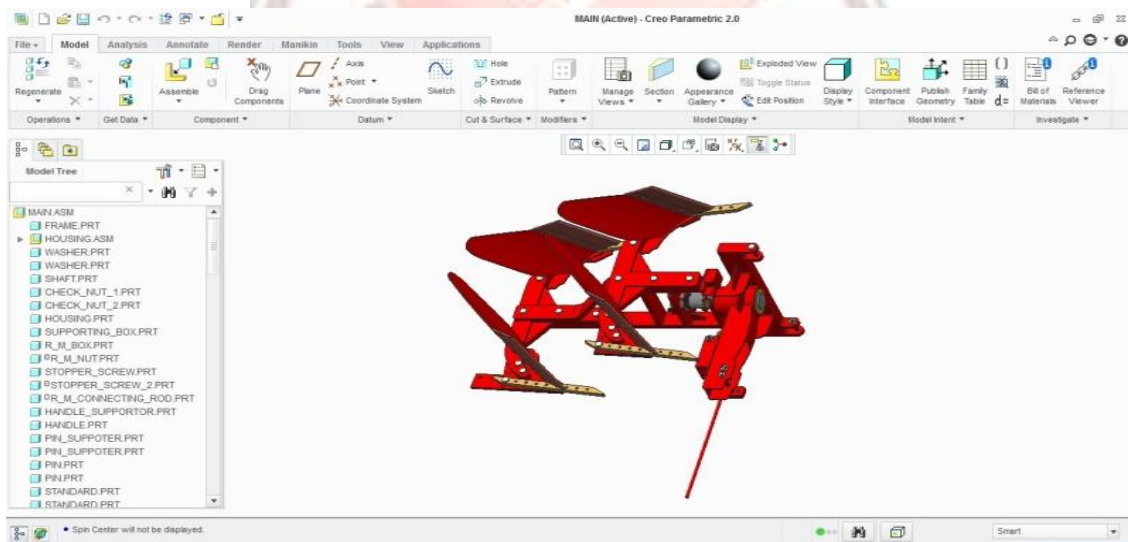 MAIN (Active) - Creo Parametric 2.0
File Model Analysis Annotate Render Manikin Tools View Applications
Regenerate
Assemble
Drag Components
Plane
Axis
Point
Coordinate System
Sketch
Hole
Extrude
Revolve
Pattern
Manage Views
Section
Appearance Gallery
Exploded View
Toggle Status
Edit Position
Display Style
Component Interface
Publish Geometry
Family Table
d=
Bill of Materials
Reference Viewer
Operations Get Data Component Datum Cut & Surface Modifiers Model Display Model Intent Investigate
Model Tree
MAIN.ASM
FRAME.PRT
HOUSING.ASM
WASHER.PRT
WASHER.PRT
SHAFT.PRT
CHECK_NUT_1.PRT
CHECK_NUT_2.PRT
HOUSING.PRT
SUPPORTING_BOX.PRT
R_M_BOX.PRT
R_M_NUT.PRT
STOPPER_SCREW.PRT
STOPPER_SCREW_2.PRT
R_M_CONNECTING_ROD.PRT
HANDLE_SUPPORTOR.PRT
HANDLE.PRT
PIN_SUPPOTER.PRT
PIN_SUPPOTER.PRT
PIN.PRT
PIN.PRT
STANDARD.PRT
STANDARD.PRT
Spin Center will not be displayed.
Smart